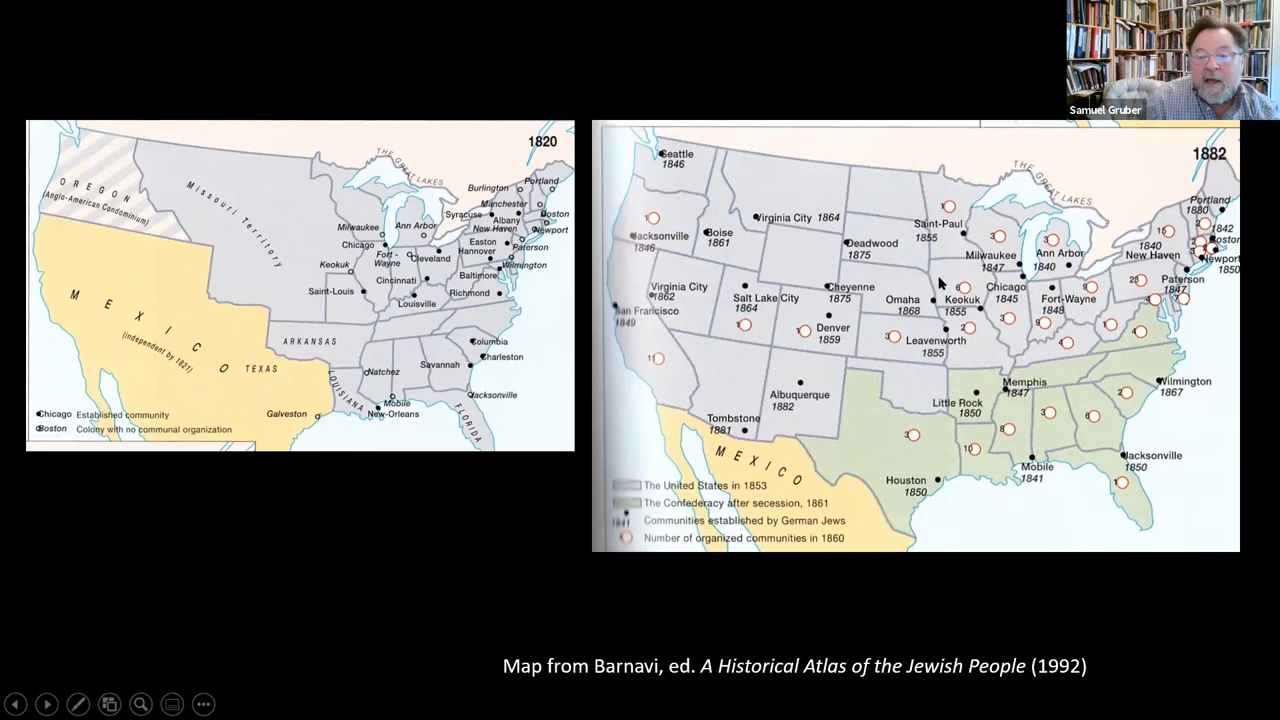 Samuel Gruber
1820
THE GREAT LAKES
OREGON
(Anglo-American Condominium)
Missouri Territory
Burlington
Portland
Manchester
Syracuse
Albany
Boston
New Haven
Newport
Milwaukee
Ann Arbor
Chicago
Easton
Hannover
Paterson
Fort-
Wayne
Cleveland
Keokuk
Wilmington
Baltimore
Cincinnati
Saint-Louis
Richmond
Louisville
MEXICO
(independent by 1821)
ARKANSAS
Columbia
Charleston
TEXAS
Natchez
Savannah
LOUISIANA
Jacksonville
Mobile
New-Orleans
Galveston
FLORIDA
Chicago Established community
Boston Colony with no communal organization
1882
THE GREAT LAKES
Seattle
1846
Jacksonville
1846
Boise
1861
Virginia City 1864
Saint-Paul
1855
Deadwood
1875
Portland
1880
1842
Boston
1840
New Haven
Newport
1850
Milwaukee
1847
Ann Arbor
1840
Paterson
1847
Virginia City
1862
San Francisco
1849
Salt Lake City
1864
Cheyenne
1875
Omaha
1868
Keokuk
1855
Chicago
1845
Fort-Wayne
1848
Denver
1859
Leavenworth
1855
Albuquerque
1882
Little Rock
1850
Memphis
1847
Wilmington
1867
Tombstone
1881
MEXICO
Houston
1850
Mobile
1841
Jacksonville
1850
The United States in 1853
The Confederacy after secession, 1861
1841 Communities established by German Jews
Number of organized communities in 1860
Map from Barnavi, ed. A Historical Atlas of the Jewish People (1992)